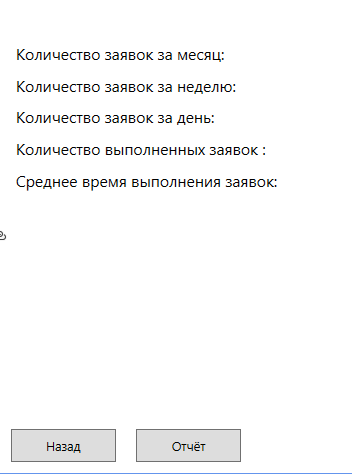 Количество заявок за месяц:
Количество заявок за неделю:
Количество заявок за день:
Количество выполненных заявок :
Среднее время выполнения заявок:
Назад
Отчёт